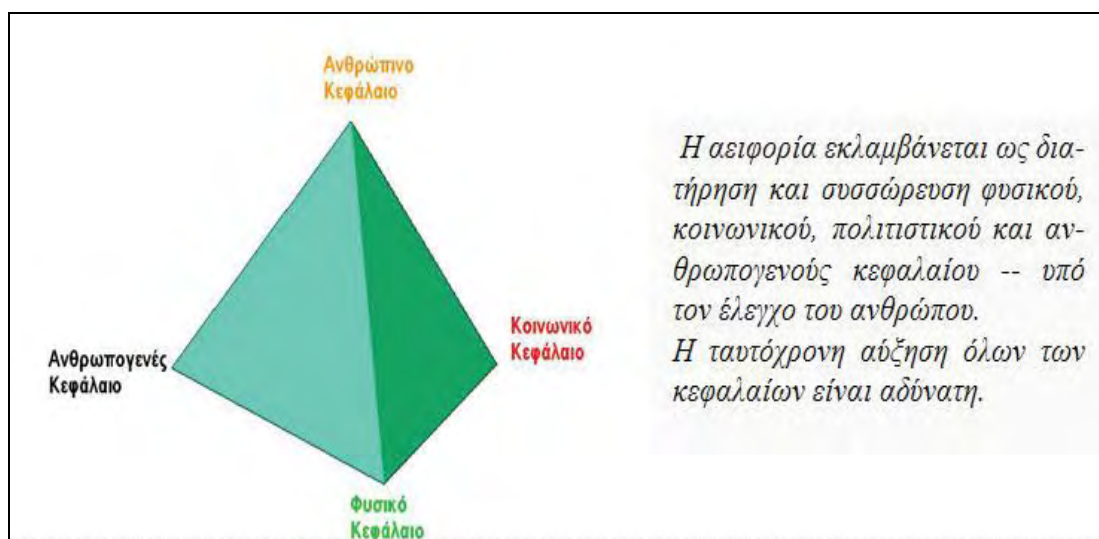 Ανθρώπινο
Κεφάλαιο
Ανθρωπογενές
Κεφάλαιο
Κοινωνικό
Κεφάλαιο
Φυσικό
Κεφάλαιο
Η αειφορία εκλαμβάνεται ως δια-
τήρηση και συσσώρευση φυσικού,
κοινωνικού, πολιτιστικού και αν-
θρωπογενούς κεφαλαίου -- υπό
τον έλεγχο του ανθρώπου.
Η ταυτόχρονη αύξηση όλων των
κεφαλαίων είναι αδύνατη.